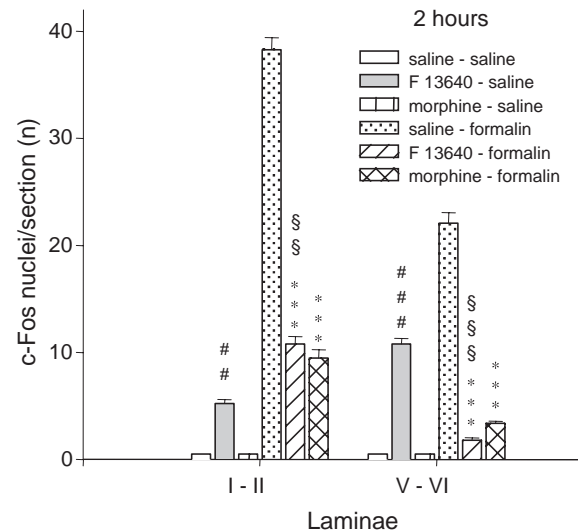 2 hours
saline - saline
F 13640 - saline
morphine - saline
saline - formalin
F 13640 - formalin
morphine - formalin
c-Fos nuclei/section (n)
40
30
20
10
0
# #
§ § * * *
* * *
# # #
§ § § * * *
* * *
I - II
V - VI
Laminae